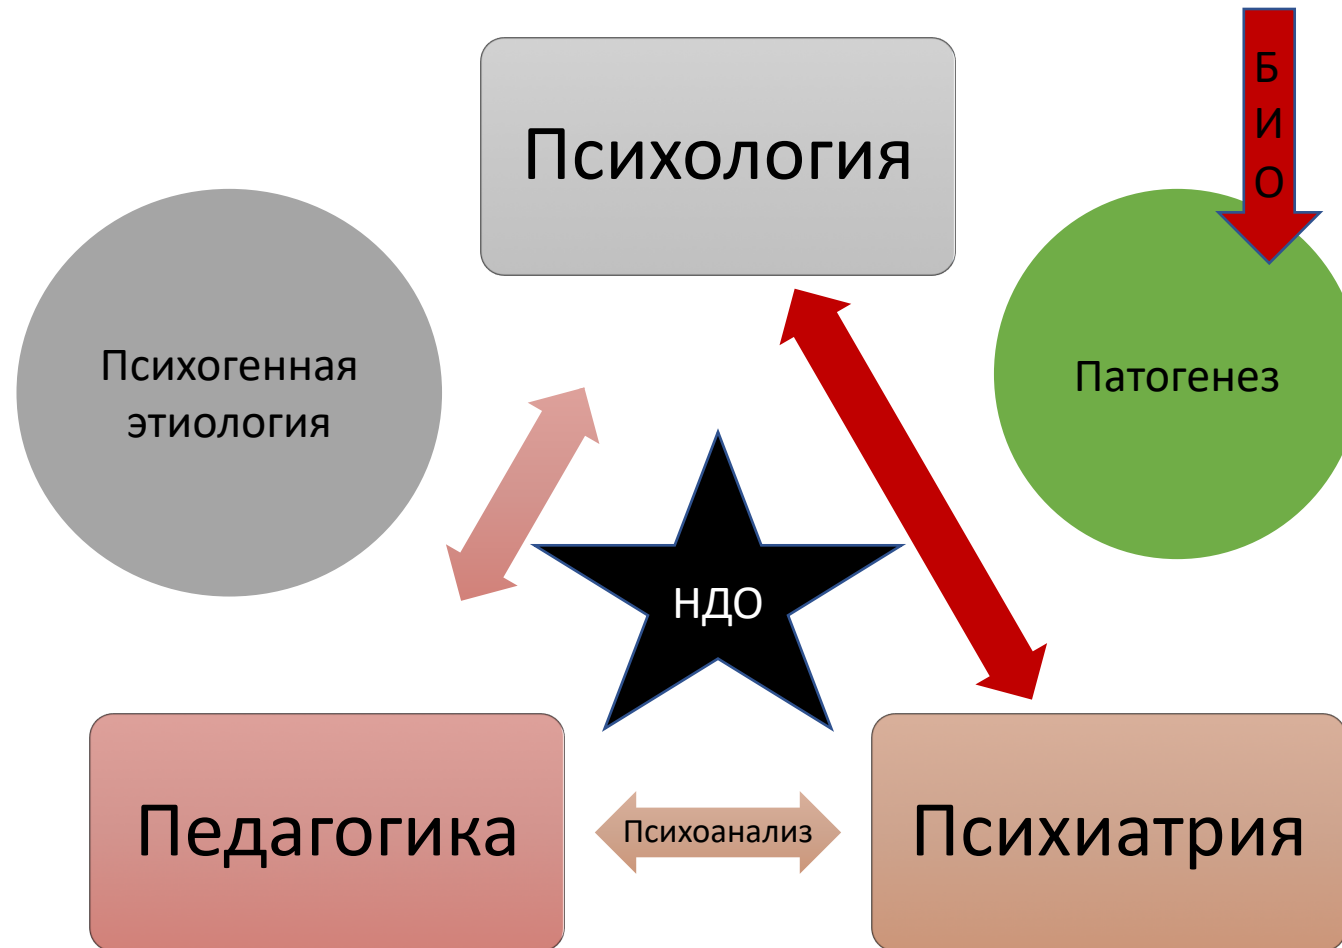 Психология
Б
И
О
Психогенная
этиология
Патогенез
НДО
Педагогика
Психоанализ
Психиатрия